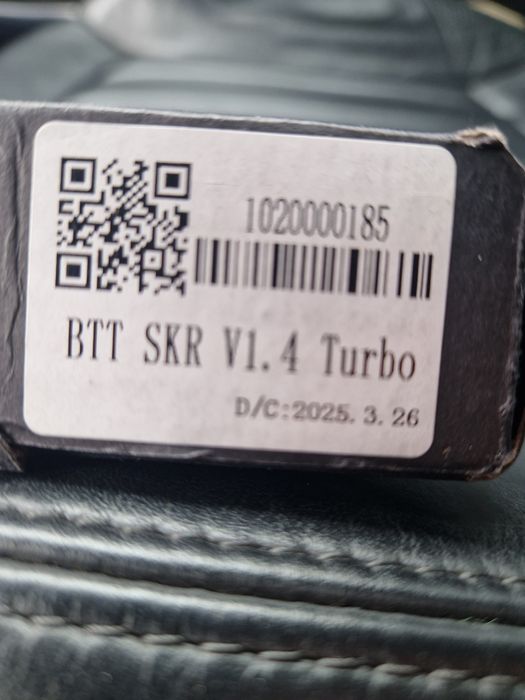 1020000185
BTT SKR V1.4 Turbo
D/C:2025.3.26